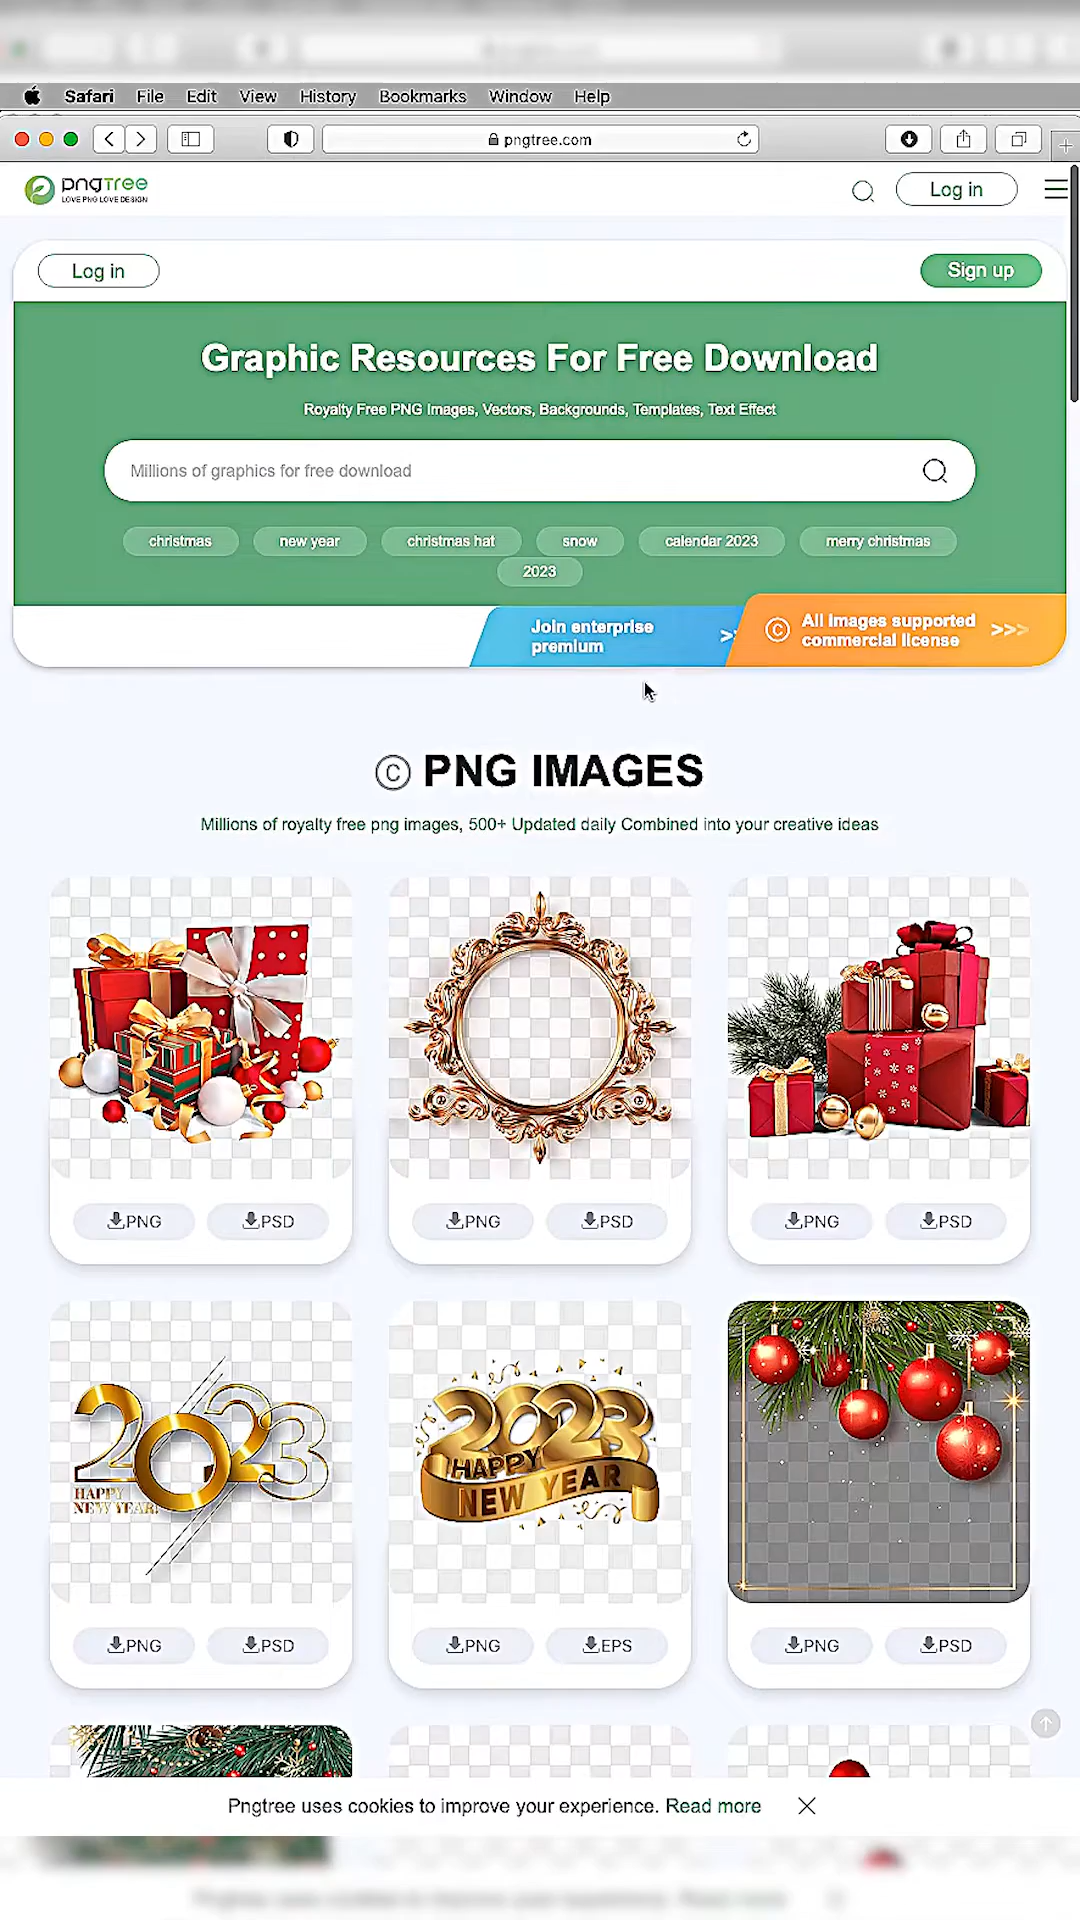 Safari File Edit View History Bookmarks Window Help
pngtree.com
pngtree
LOVE PNG LOVE DESIGN
Log in
Log in
Sign up
Graphic Resources For Free Download
Royalty Free PNG Images, Vectors, Backgrounds, Templates, Text Effect
Millions of graphics for free download
christmas new year christmas hat snow calendar 2023 merry christmas
2023
Join enterprise
premium
>>
© All images supported
commercial license
>>>
© PNG IMAGES
Millions of royalty free png images, 500+ Updated daily Combined into your creative ideas
PNG PSD PNG PSD PNG PSD
2023
HAPPY
NEW YEAR!
2023
HAPPY
NEW YEAR
PNG PSD PNG EPS PNG PSD
Pngtree uses cookies to improve your experience. Read more